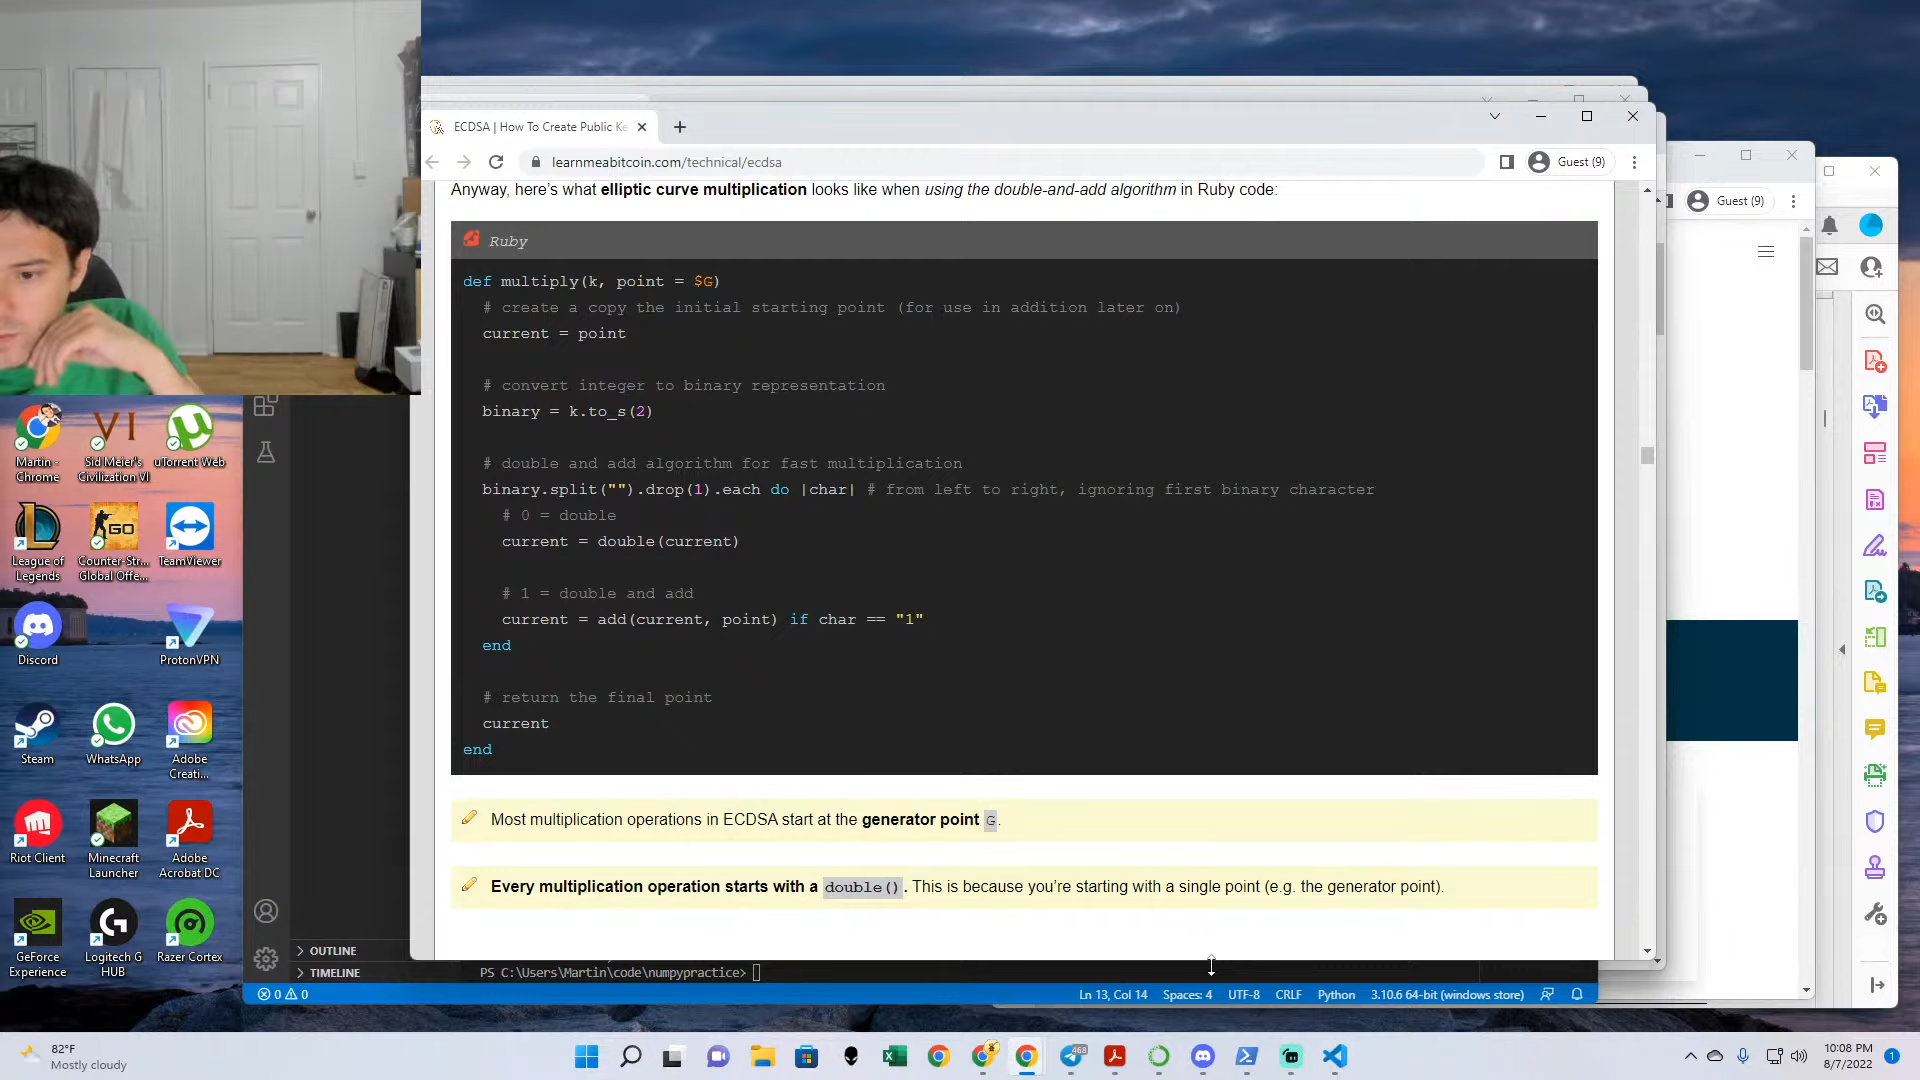 ECDSA | How To Create Public Ke
learnmeabitcoin.com/technical/ecdsa
Guest (9)
Guest (9)
Anyway, here's what elliptic curve multiplication looks like when using the double-and-add algorithm in Ruby code:
Ruby
def multiply(k, point = $G)
# create a copy the initial starting point (for use in addition later on)
current = point
# convert integer to binary representation
binary = k.to_s(2)
# double and add algorithm for fast multiplication
binary.split("").drop(1).each do |char| # from left to right, ignoring first binary character
# 0 = double
current = double(current)
# 1 = double and add
current = add(current, point) if char == "1"
end
# return the final point
current
end
Most multiplication operations in ECDSA start at the generator point G.
Every multiplication operation starts with a double(). This is because you're starting with a single point (e.g. the generator point).
Martin - Chrome
VI
Sid Meier's Civilization VI
uTorrent Web
League of Legends
GO
Counter-Str... Global Offe...
TeamViewer
Discord
ProtonVPN
Steam
WhatsApp
Adobe Creati...
Riot Client
Minecraft Launcher
Adobe Acrobat DC
GeForce Experience
Logitech G HUB
Razer Cortex
OUTLINE
TIMELINE
PS C:\Users\Martin\code\numpypractice>
0 0
Ln 13, Col 14
Spaces: 4
UTF-8
CRLF
Python
3.10.6 64-bit (windows store)
82°F
Mostly cloudy
468
10:08 PM
8/7/2022
1